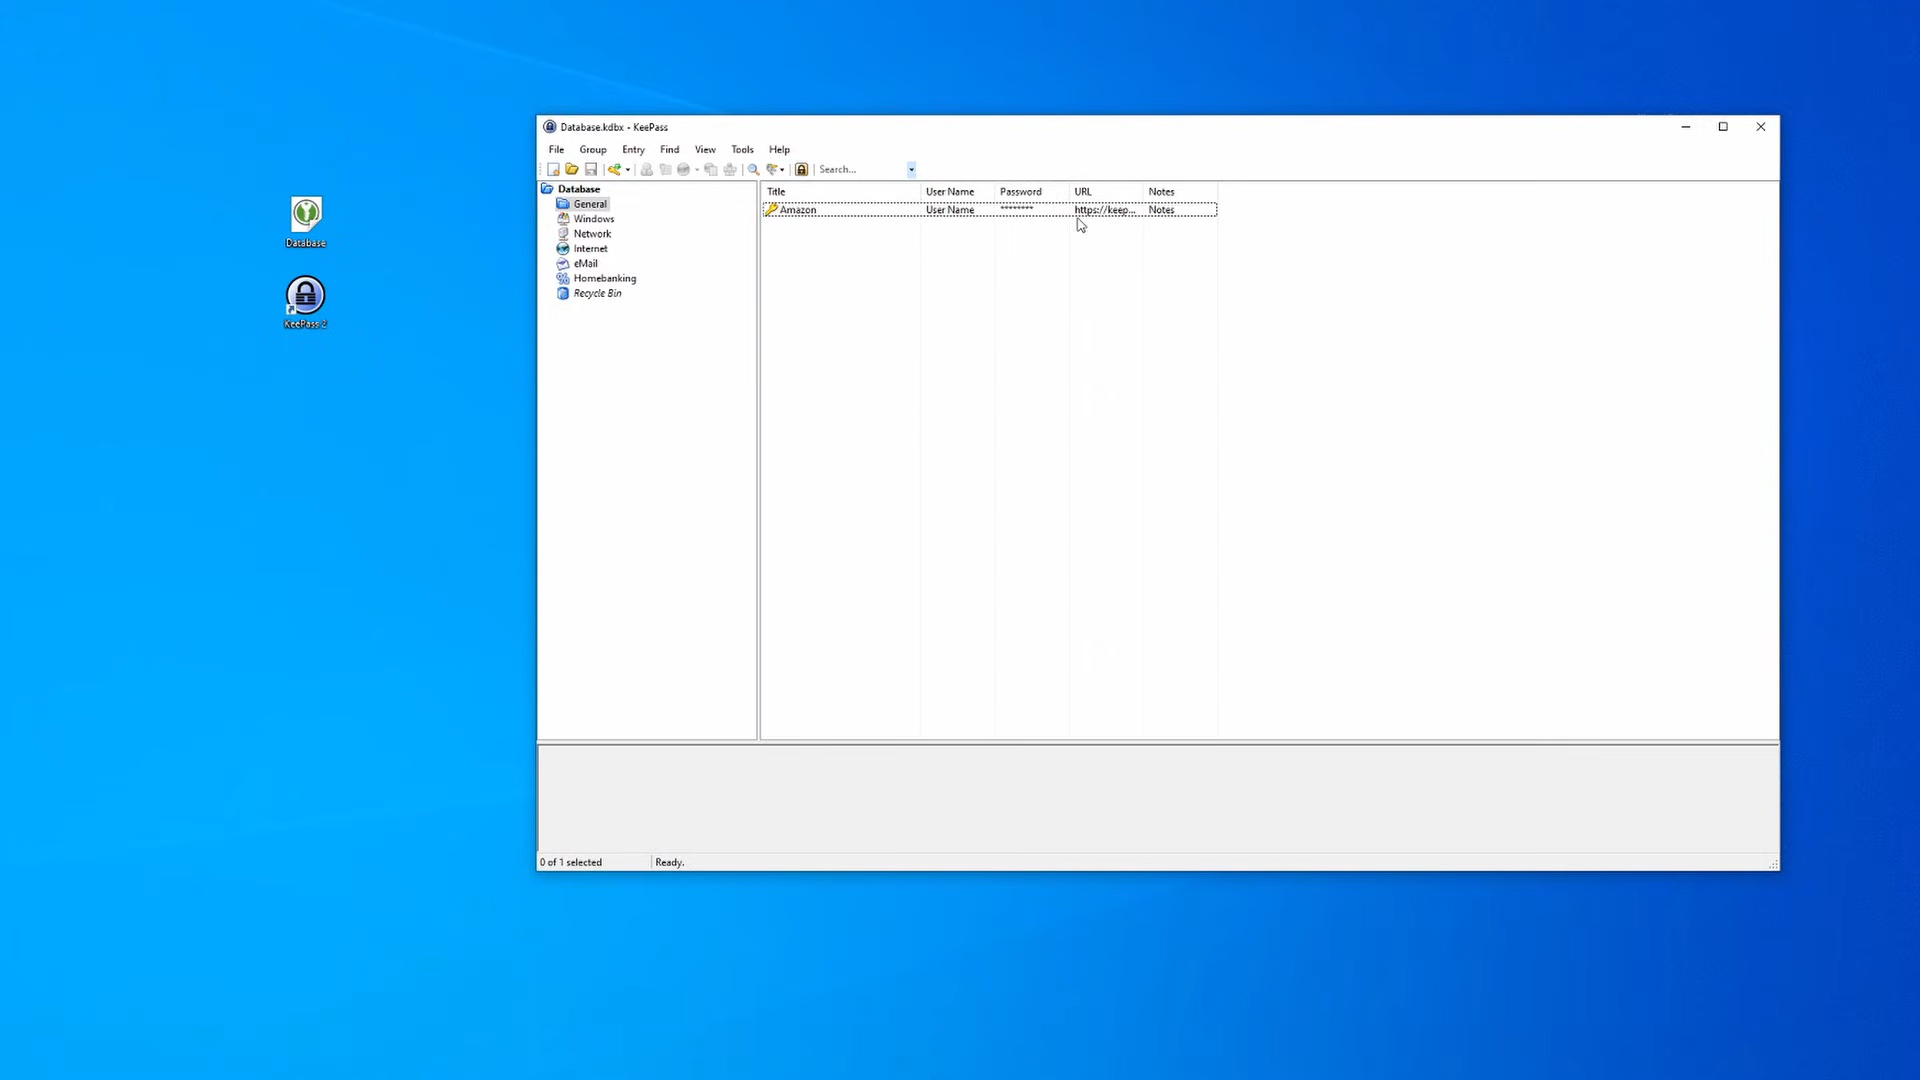 Database.kdbx - KeePass
File Group Entry Find View Tools Help
Search...
Database
General
Windows
Network
Internet
eMail
Homebanking
Recycle Bin
Title User Name Password URL Notes
Amazon User Name ******** https://keep... Notes
0 of 1 selected Ready.
Database
KeePass 2